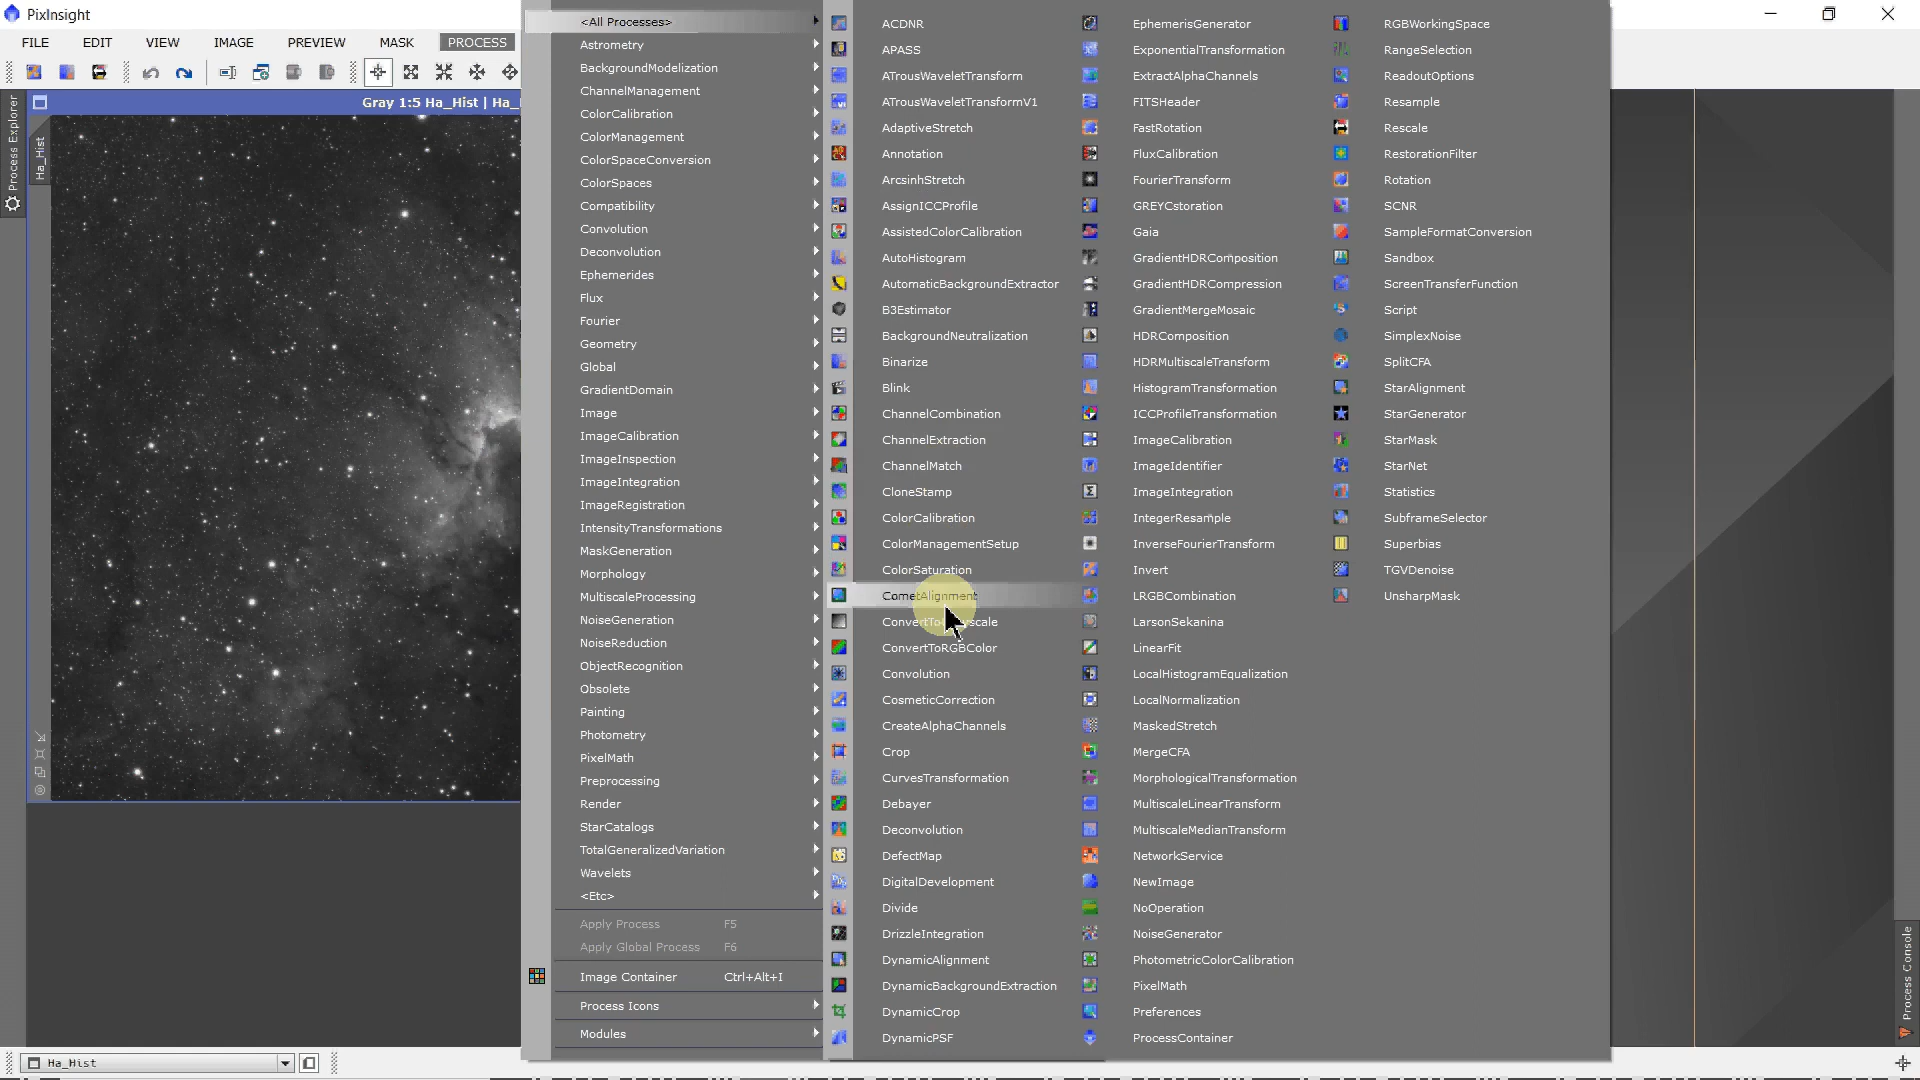 PixInsight
FILE EDIT VIEW IMAGE PREVIEW MASK PROCESS
Gray 1:5 Ha_Hist | Ha_
Process Explorer
Ha_Hist
<All Processes>
Astrometry
BackgroundModelization
ChannelManagement
ColorCalibration
ColorManagement
ColorSpaceConversion
ColorSpaces
Compatibility
Convolution
Deconvolution
Ephemerides
Flux
Fourier
Geometry
Global
GradientDomain
Image
ImageCalibration
ImageInspection
ImageIntegration
ImageRegistration
IntensityTransformations
MaskGeneration
Morphology
MultiscaleProcessing
NoiseGeneration
NoiseReduction
ObjectRecognition
Obsolete
Painting
Photometry
PixelMath
Preprocessing
Render
StarCatalogs
TotalGeneralizedVariation
Wavelets
<Etc>
Apply Process F5
Apply Global Process F6
Image Container Ctrl+Alt+I
Process Icons
Modules
ACDNR
APASS
ATrousWaveletTransform
ATrousWaveletTransformV1
AdaptiveStretch
Annotation
ArcsinhStretch
AssignICCProfile
AssistedColorCalibration
AutoHistogram
AutomaticBackgroundExtractor
B3Estimator
BackgroundNeutralization
Binarize
Blink
ChannelCombination
ChannelExtraction
ChannelMatch
CloneStamp
ColorCalibration
ColorManagementSetup
ColorSaturation
CometAlignment
ConvertToGrayscale
ConvertToRGBColor
Convolution
CosmeticCorrection
CreateAlphaChannels
Crop
CurvesTransformation
Debayer
Deconvolution
DefectMap
DigitalDevelopment
Divide
DrizzleIntegration
DynamicAlignment
DynamicBackgroundExtraction
DynamicCrop
DynamicPSF
EphemerisGenerator
ExponentialTransformation
ExtractAlphaChannels
FITSHeader
FastRotation
FluxCalibration
FourierTransform
GREYCstoration
Gaia
GradientHDRComposition
GradientHDRCompression
GradientMergeMosaic
HDRComposition
HDRMultiscaleTransform
HistogramTransformation
ICCProfileTransformation
ImageCalibration
ImageIdentifier
ImageIntegration
IntegerResample
InverseFourierTransform
Invert
LRGBCombination
LarsonSekanina
LinearFit
LocalHistogramEqualization
LocalNormalization
MaskedStretch
MergeCFA
MorphologicalTransformation
MultiscaleLinearTransform
MultiscaleMedianTransform
NetworkService
NewImage
NoOperation
NoiseGenerator
PhotometricColorCalibration
PixelMath
Preferences
ProcessContainer
RGBWorkingSpace
RangeSelection
ReadoutOptions
Resample
Rescale
RestorationFilter
Rotation
SCNR
SampleFormatConversion
Sandbox
ScreenTransferFunction
Script
SimplexNoise
SplitCFA
StarAlignment
StarGenerator
StarMask
StarNet
Statistics
SubframeSelector
Superbias
TGVDenoise
UnsharpMask
Process Console
Ha_Hist